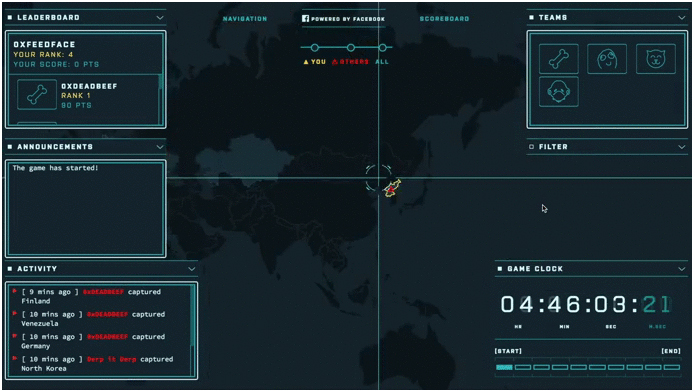 LEADERBOARD
0XFEEDFACE
YOUR RANK: 4
YOUR SCORE: 0 PTS
0XDEADBEEF
RANK 1
90 PTS
NAVIGATION
POWERED BY FACEBOOK
SCOREBOARD
YOU OTHERS ALL
TEAMS
ANNOUNCEMENTS
The game has started!
FILTER
ACTIVITY
[ 9 mins ] ago 0xDEADBEEF captured
Finland
[ 10 mins ago ] 0xDEADBEEF captured
Venezuela
[ 10 mins ago ] 0xDEADBEEF captured
Germany
[ 10 mins ago ] Derp is Derp captured
North Korea
GAME CLOCK
04:46:03:21
HR MIN SEC M.SEC
[START] [END]